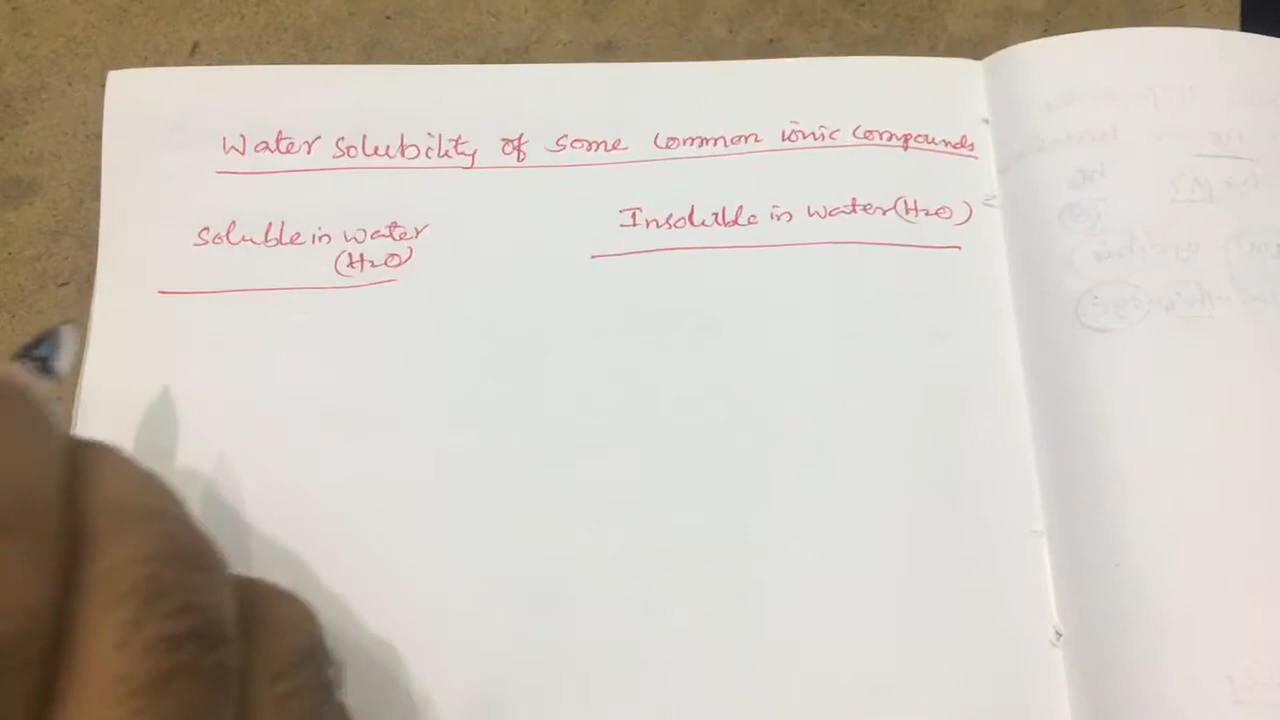 Water solubility of some common ionic compounds
Soluble in water
(H2O)
Insoluble in water (H2O)